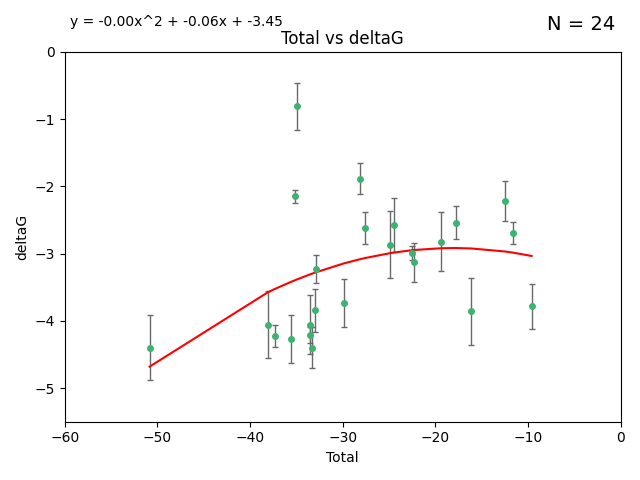 y = -0.00x^2 + -0.06x + -3.45
N = 24
Total vs deltaG
0
−1
−2
−3
−4
−5
deltaG
−60
−50
−40
−30
−20
−10
0
Total